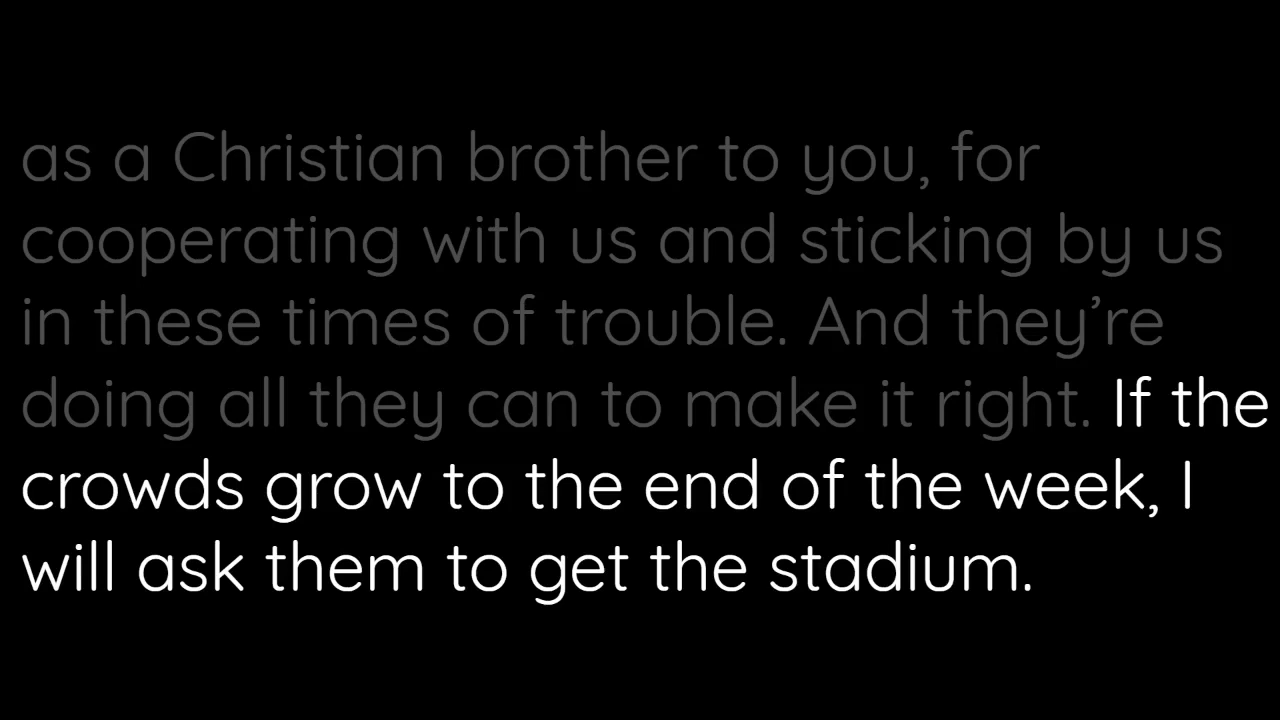 as a Christian brother to you, for
cooperating with us and sticking by us
in these times of trouble. And they’re
doing all they can to make it right. If the
crowds grow to the end of the week, I
will ask them to get the stadium.